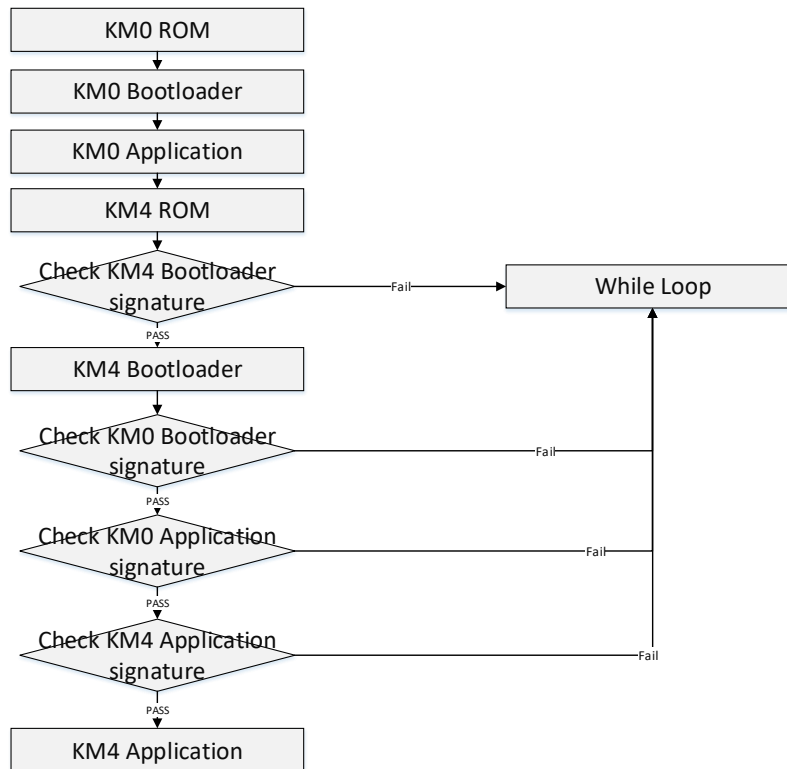 KM0 ROM
KM0 Bootloader
KM0 Application
KM4 ROM
Check KM4 Bootloader
signature
Fail
While Loop
PASS
KM4 Bootloader
Check KM0 Bootloader
signature
Fail
PASS
Check KM0 Application
signature
Fail
PASS
Check KM4 Application
signature
Fail
PASS
KM4 Application